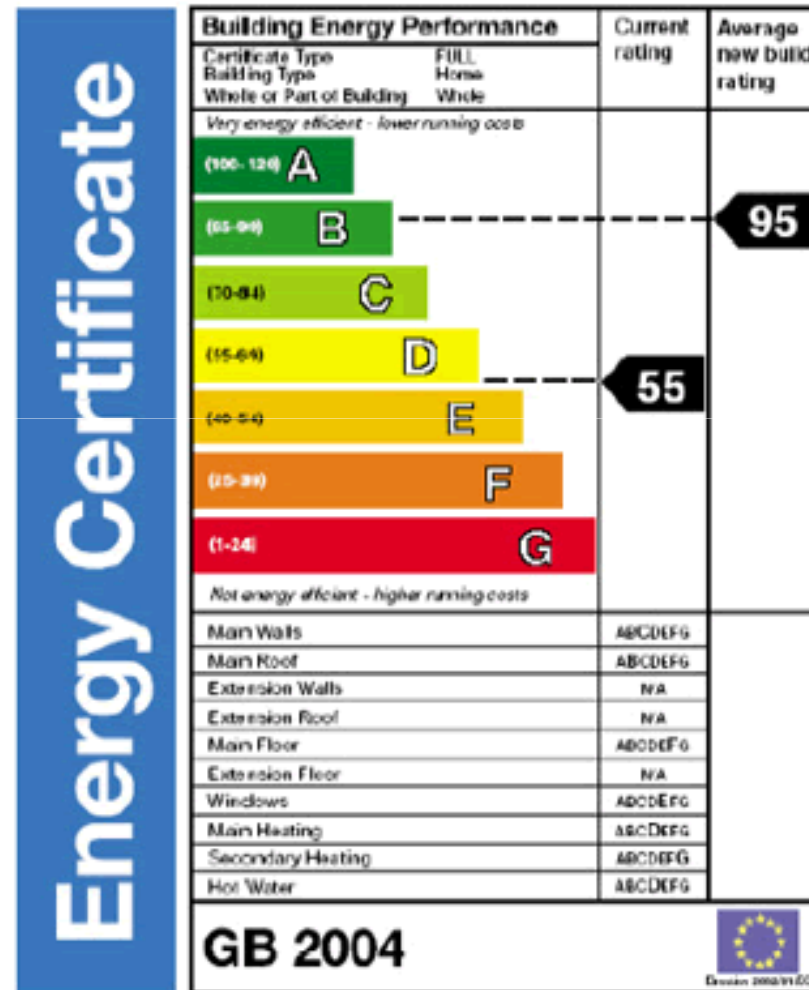 Energy Certificate
Building Energy Performance
Certificate Type FULL
Building Type Home
Whole or Part of Building Whole
Current rating
Average new build rating
Very energy efficient - lower running costs
A
B
(70-84) C
D
E
(25-39) F
(1-24) G
95
55
Not energy efficient - higher running costs
Main Walls ABCDEFG
Main Roof ABCDEFG
Extension Walls N/A
Extension Roof N/A
Main Floor ABCDEFG
Extension Floor N/A
Windows ABCDEFG
Main Heating ABCDEFG
Secondary Heating ABCDEFG
Hot Water ABCDEFG
GB 2004